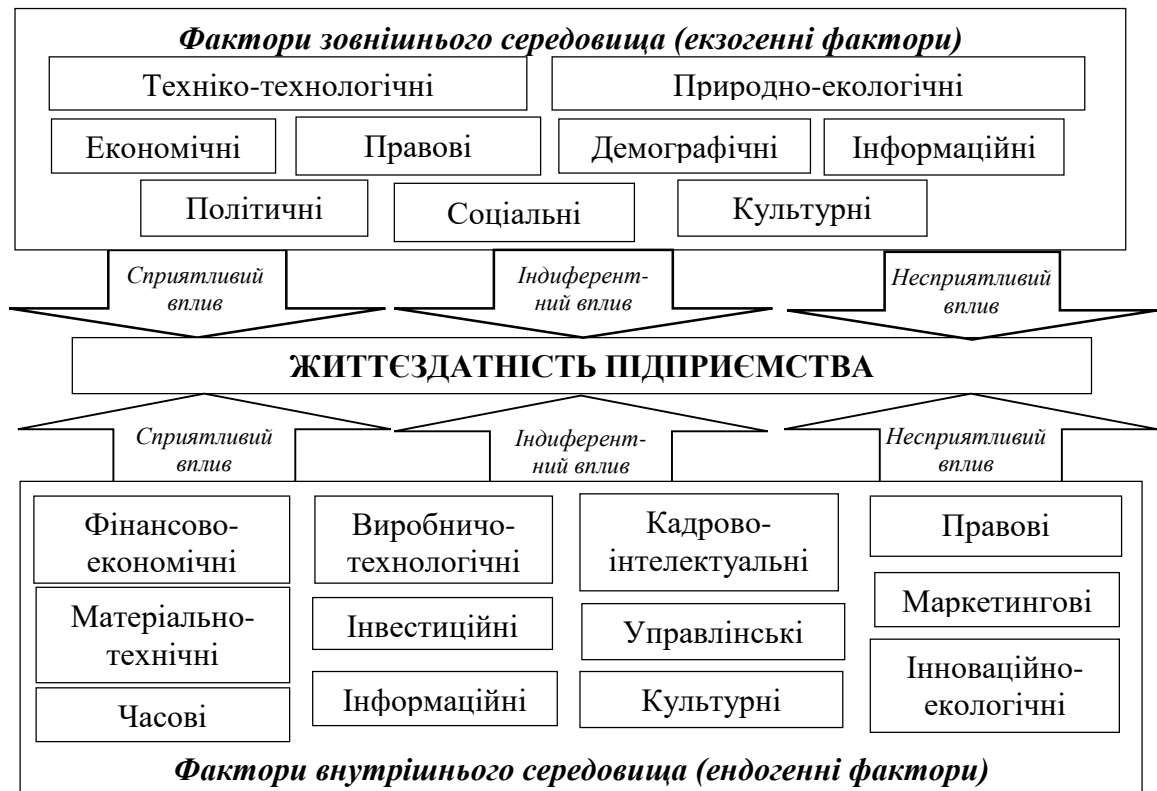 Фактори зовнішнього середовища (екзогенні фактори)
Техніко-технологічні
Природно-екологічні
Економічні
Правові
Демографічні
Інформаційні
Політичні
Соціальні
Культурні
Сприятливий
вплив
Індиферент-
ний вплив
Несприятливий
вплив
ЖИТТЄЗДАТНІСТЬ ПІДПРИЄМСТВА
Сприятливий
вплив
Індиферент-
ний вплив
Несприятливий
вплив
Фінансово-
економічні
Виробничо-
технологічні
Кадрово-
інтелектуальні
Правові
Матеріально-
технічні
Інвестиційні
Управлінські
Маркетингові
Часові
Інформаційні
Культурні
Інноваційно-
екологічні
Фактори внутрішнього середовища (ендогенні фактори)